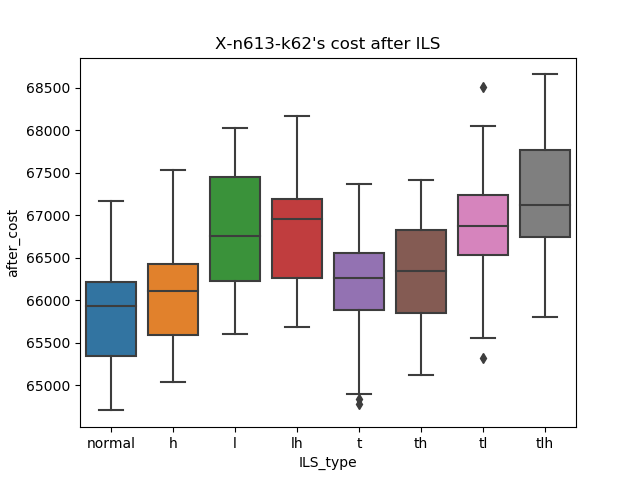 X-n613-k62's cost after ILS
68500
68000
67500
67000
66500
66000
65500
65000
after_cost
normal h l lh t th tl tlh
ILS_type